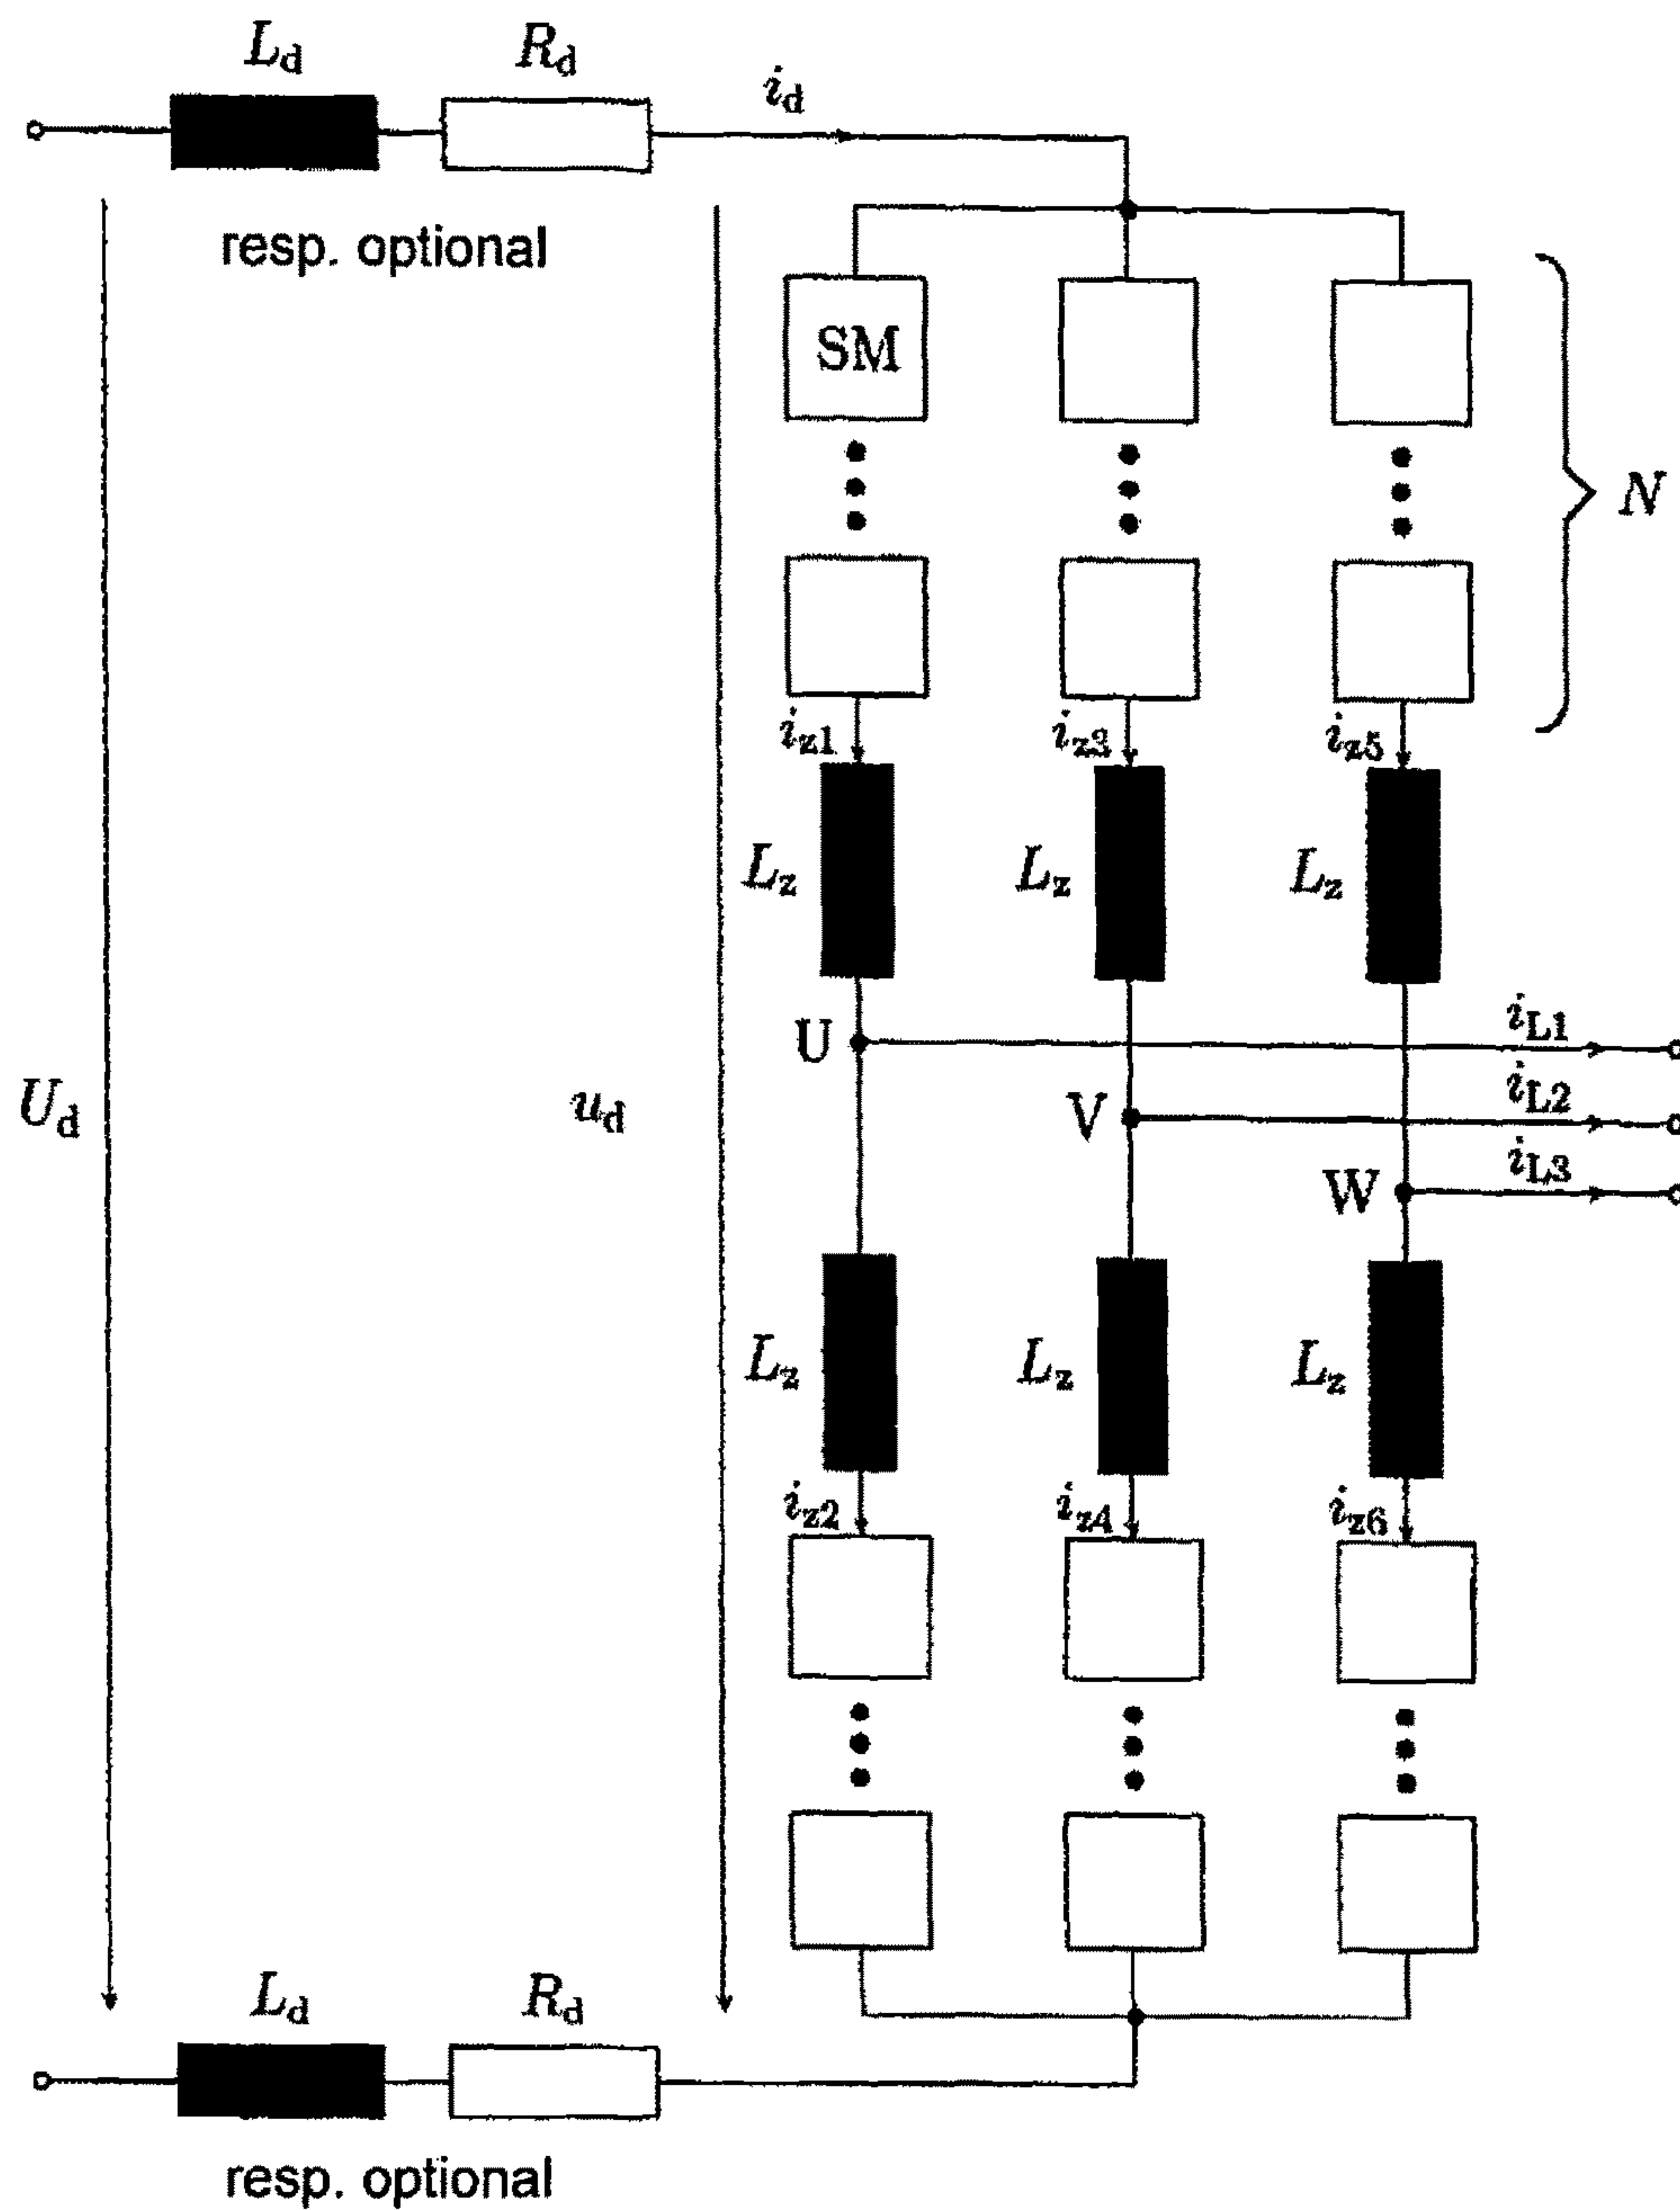 L_d R_d i_d
resp. optional
SM
N
i_z1 i_z3 i_z5
L_z L_z L_z
i_L1
U
i_L2
U_d u_d V
i_L3
W
L_z L_z L_z
i_z2 i_z4 i_z6
L_d R_d
resp. optional